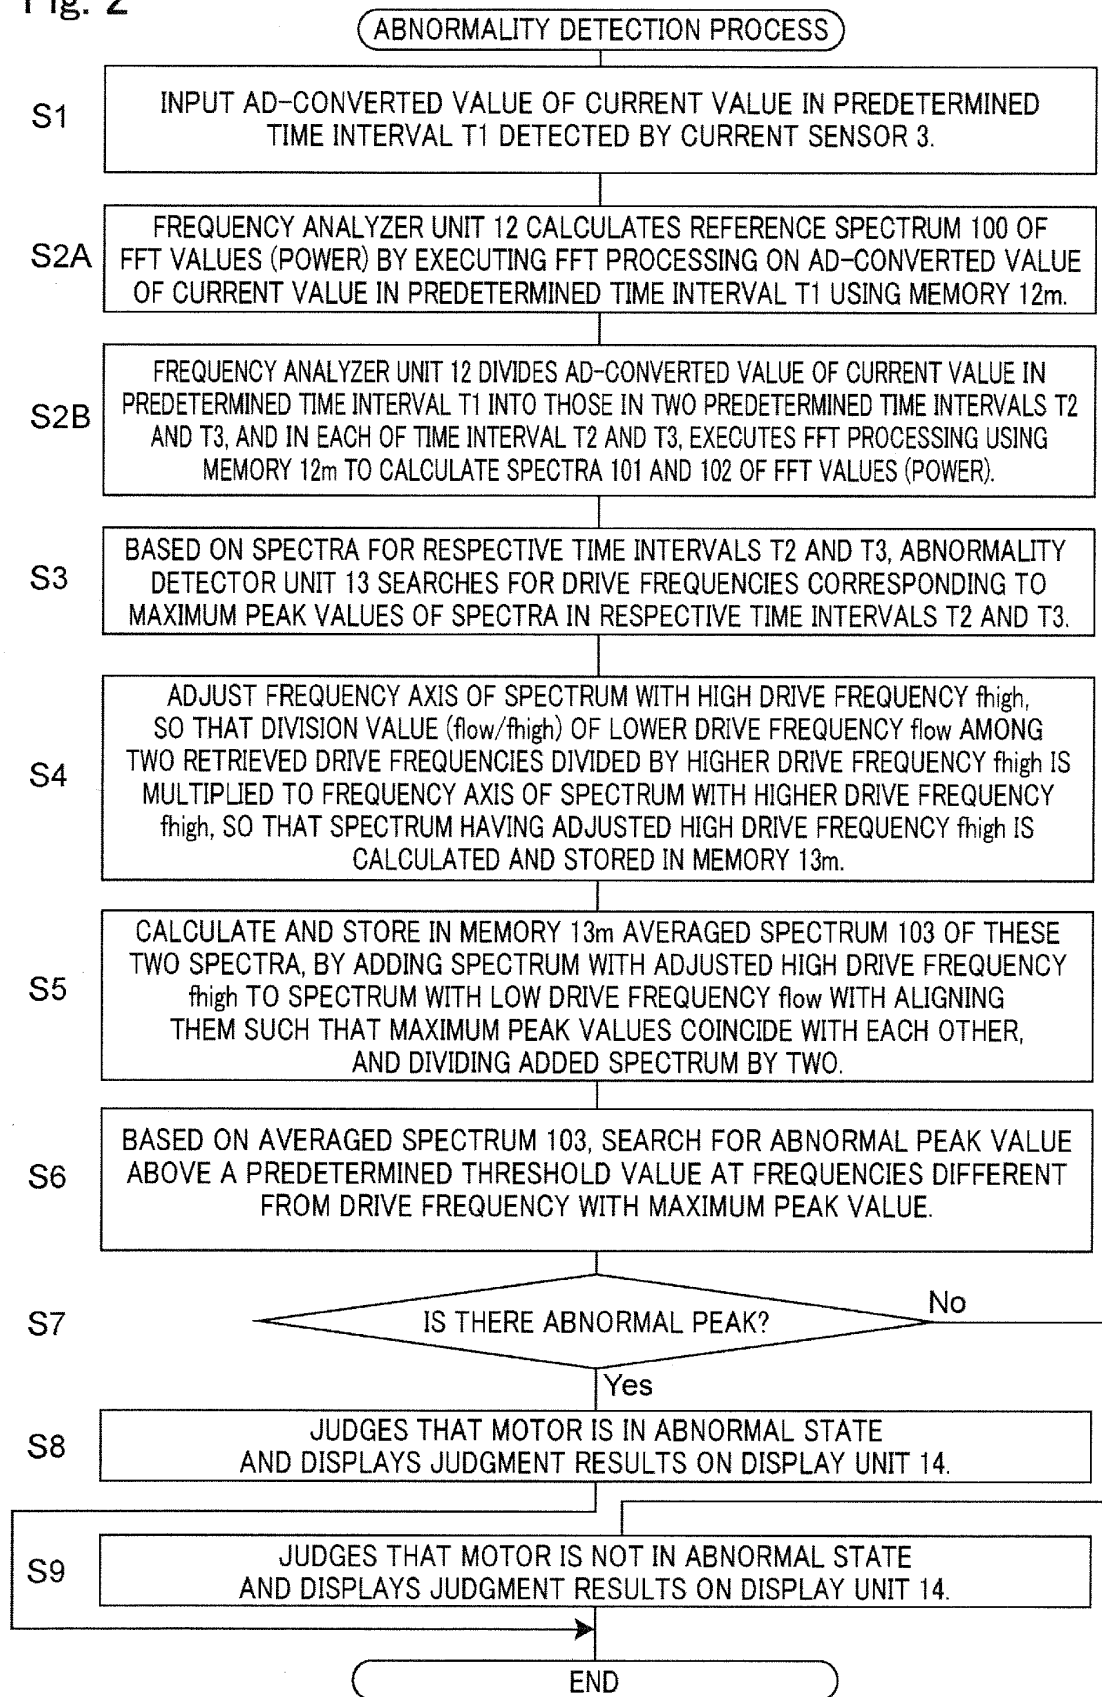 Fig. 2
ABNORMALITY DETECTION PROCESS
S1
INPUT AD-CONVERTED VALUE OF CURRENT VALUE IN PREDETERMINED
TIME INTERVAL T1 DETECTED BY CURRENT SENSOR 3.
S2A
FREQUENCY ANALYZER UNIT 12 CALCULATES REFERENCE SPECTRUM 100 OF
FFT VALUES (POWER) BY EXECUTING FFT PROCESSING ON AD-CONVERTED VALUE
OF CURRENT VALUE IN PREDETERMINED TIME INTERVAL T1 USING MEMORY 12m.
S2B
FREQUENCY ANALYZER UNIT 12 DIVIDES AD-CONVERTED VALUE OF CURRENT VALUE IN
PREDETERMINED TIME INTERVAL T1 INTO THOSE IN TWO PREDETERMINED TIME INTERVALS T2
AND T3, AND IN EACH OF TIME INTERVAL T2 AND T3, EXECUTES FFT PROCESSING USING
MEMORY 12m TO CALCULATE SPECTRA 101 AND 102 OF FFT VALUES (POWER).
S3
BASED ON SPECTRA FOR RESPECTIVE TIME INTERVALS T2 AND T3, ABNORMALITY
DETECTOR UNIT 13 SEARCHES FOR DRIVE FREQUENCIES CORRESPONDING TO
MAXIMUM PEAK VALUES OF SPECTRA IN RESPECTIVE TIME INTERVALS T2 AND T3.
S4
ADJUST FREQUENCY AXIS OF SPECTRUM WITH HIGH DRIVE FREQUENCY fhigh,
SO THAT DIVISION VALUE (flow/fhigh) OF LOWER DRIVE FREQUENCY flow AMONG
TWO RETRIEVED DRIVE FREQUENCIES DIVIDED BY HIGHER DRIVE FREQUENCY fhigh IS
MULTIPLIED TO FREQUENCY AXIS OF SPECTRUM WITH HIGHER DRIVE FREQUENCY
fhigh, SO THAT SPECTRUM HAVING ADJUSTED HIGH DRIVE FREQUENCY fhigh IS
CALCULATED AND STORED IN MEMORY 13m.
S5
CALCULATE AND STORE IN MEMORY 13m AVERAGED SPECTRUM 103 OF THESE
TWO SPECTRA, BY ADDING SPECTRUM WITH ADJUSTED HIGH DRIVE FREQUENCY
fhigh TO SPECTRUM WITH LOW DRIVE FREQUENCY flow WITH ALIGNING
THEM SUCH THAT MAXIMUM PEAK VALUES COINCIDE WITH EACH OTHER,
AND DIVIDING ADDED SPECTRUM BY TWO.
S6
BASED ON AVERAGED SPECTRUM 103, SEARCH FOR ABNORMAL PEAK VALUE
ABOVE A PREDETERMINED THRESHOLD VALUE AT FREQUENCIES DIFFERENT
FROM DRIVE FREQUENCY WITH MAXIMUM PEAK VALUE.
S7
IS THERE ABNORMAL PEAK?
No
Yes
S8
JUDGES THAT MOTOR IS IN ABNORMAL STATE
AND DISPLAYS JUDGMENT RESULTS ON DISPLAY UNIT 14.
S9
JUDGES THAT MOTOR IS NOT IN ABNORMAL STATE
AND DISPLAYS JUDGMENT RESULTS ON DISPLAY UNIT 14.
END